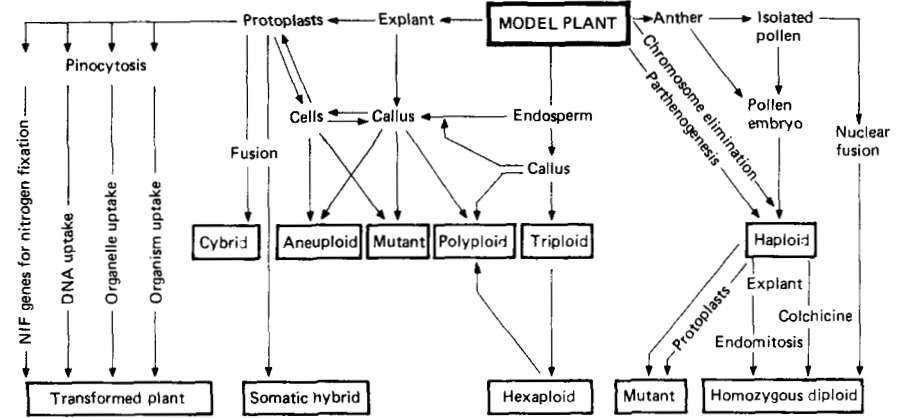 Protoplasts
Explant
MODEL PLANT
Anther
Isolated
pollen
Pinocytosis
Chromosome elimination
Parthenogenesis
Pollen
embryo
Cells
Callus
Endosperm
Nuclear
fusion
Fusion
Callus
NIF genes for nitrogen fixation
DNA uptake
Organelle uptake
Organism uptake
Cybrid
Aneuploid
Mutant
Polyploid
Triploid
Haploid
Protoplasts
Explant
Colchicine
Endomitosis
Transformed plant
Somatic hybrid
Hexaploid
Mutant
Homozygous diploid